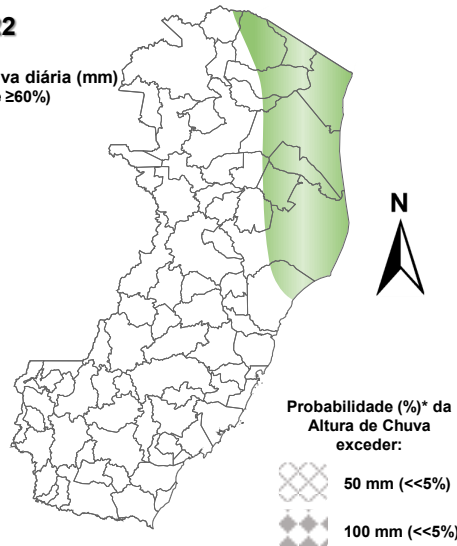 22
va diária (mm)
e ≥60%)
N
Probabilidade (%)* da
Altura de Chuva
exceder:
50 mm (<<5%)
100 mm (<<5%)